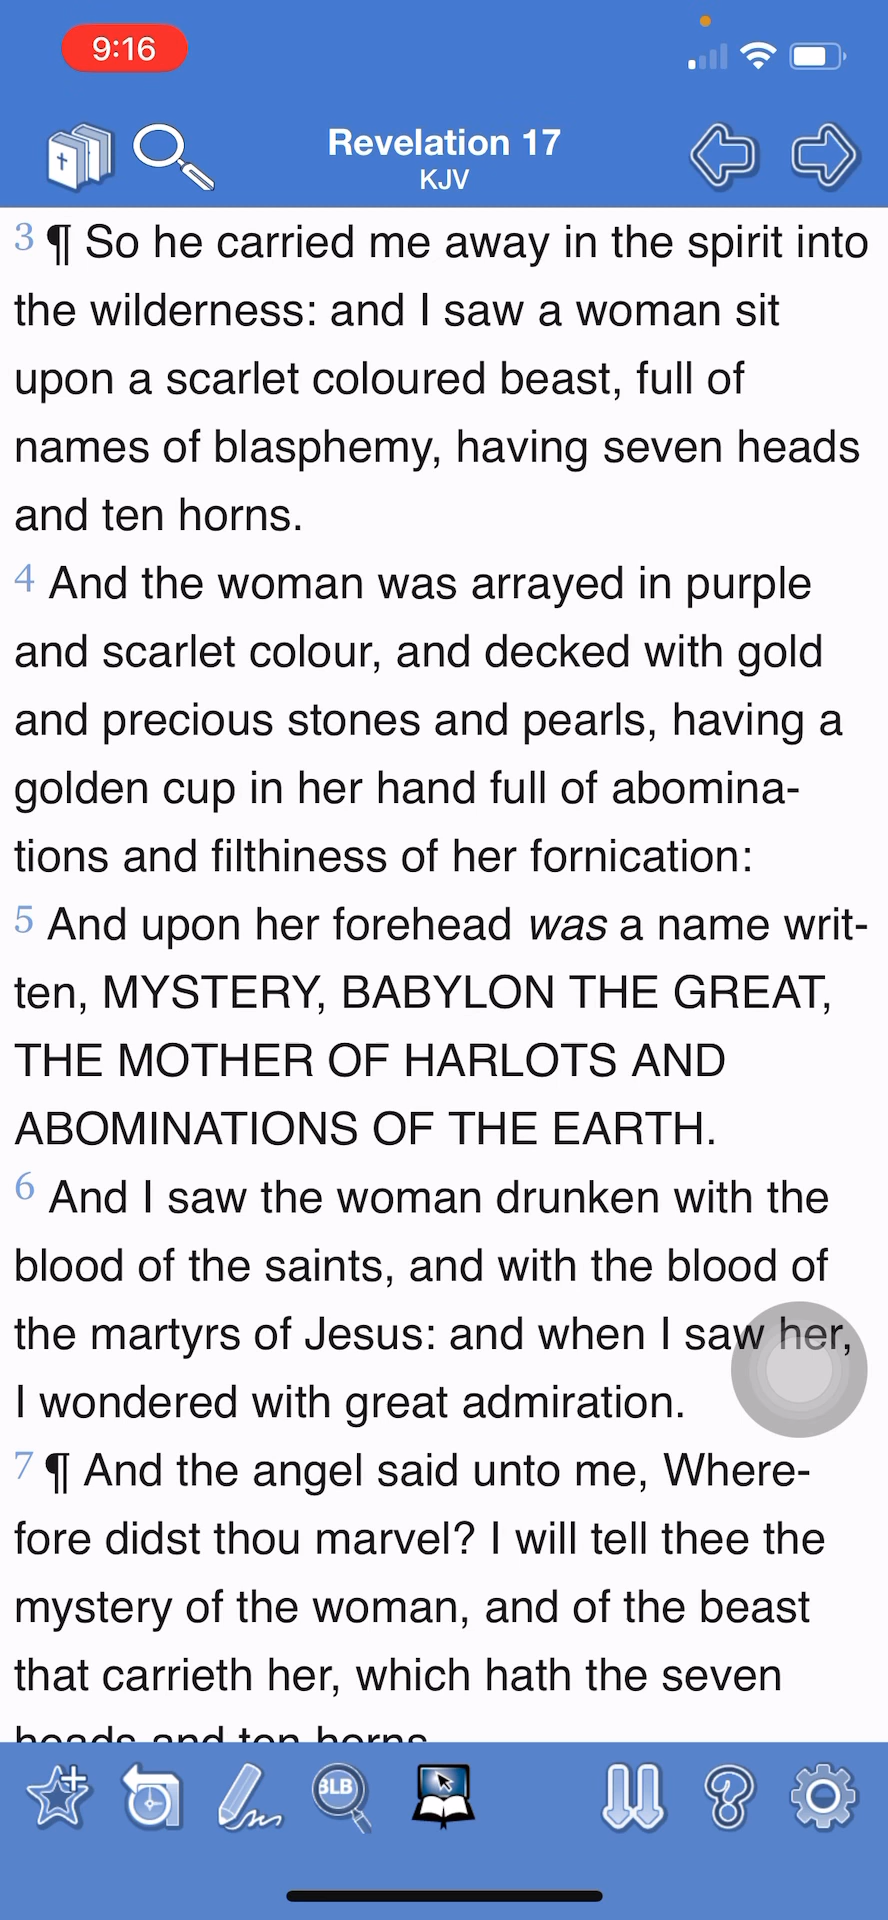 9:16
Revelation 17
KJV
3 ¶ So he carried me away in the spirit into
the wilderness: and I saw a woman sit
upon a scarlet coloured beast, full of
names of blasphemy, having seven heads
and ten horns.
4 And the woman was arrayed in purple
and scarlet colour, and decked with gold
and precious stones and pearls, having a
golden cup in her hand full of abomina-
tions and filthiness of her fornication:
5 And upon her forehead was a name writ-
ten, MYSTERY, BABYLON THE GREAT,
THE MOTHER OF HARLOTS AND
ABOMINATIONS OF THE EARTH.
6 And I saw the woman drunken with the
blood of the saints, and with the blood of
the martyrs of Jesus: and when I saw her,
I wondered with great admiration.
7 ¶ And the angel said unto me, Where-
fore didst thou marvel? I will tell thee the
mystery of the woman, and of the beast
that carrieth her, which hath the seven
heads and ten horns.
BLB